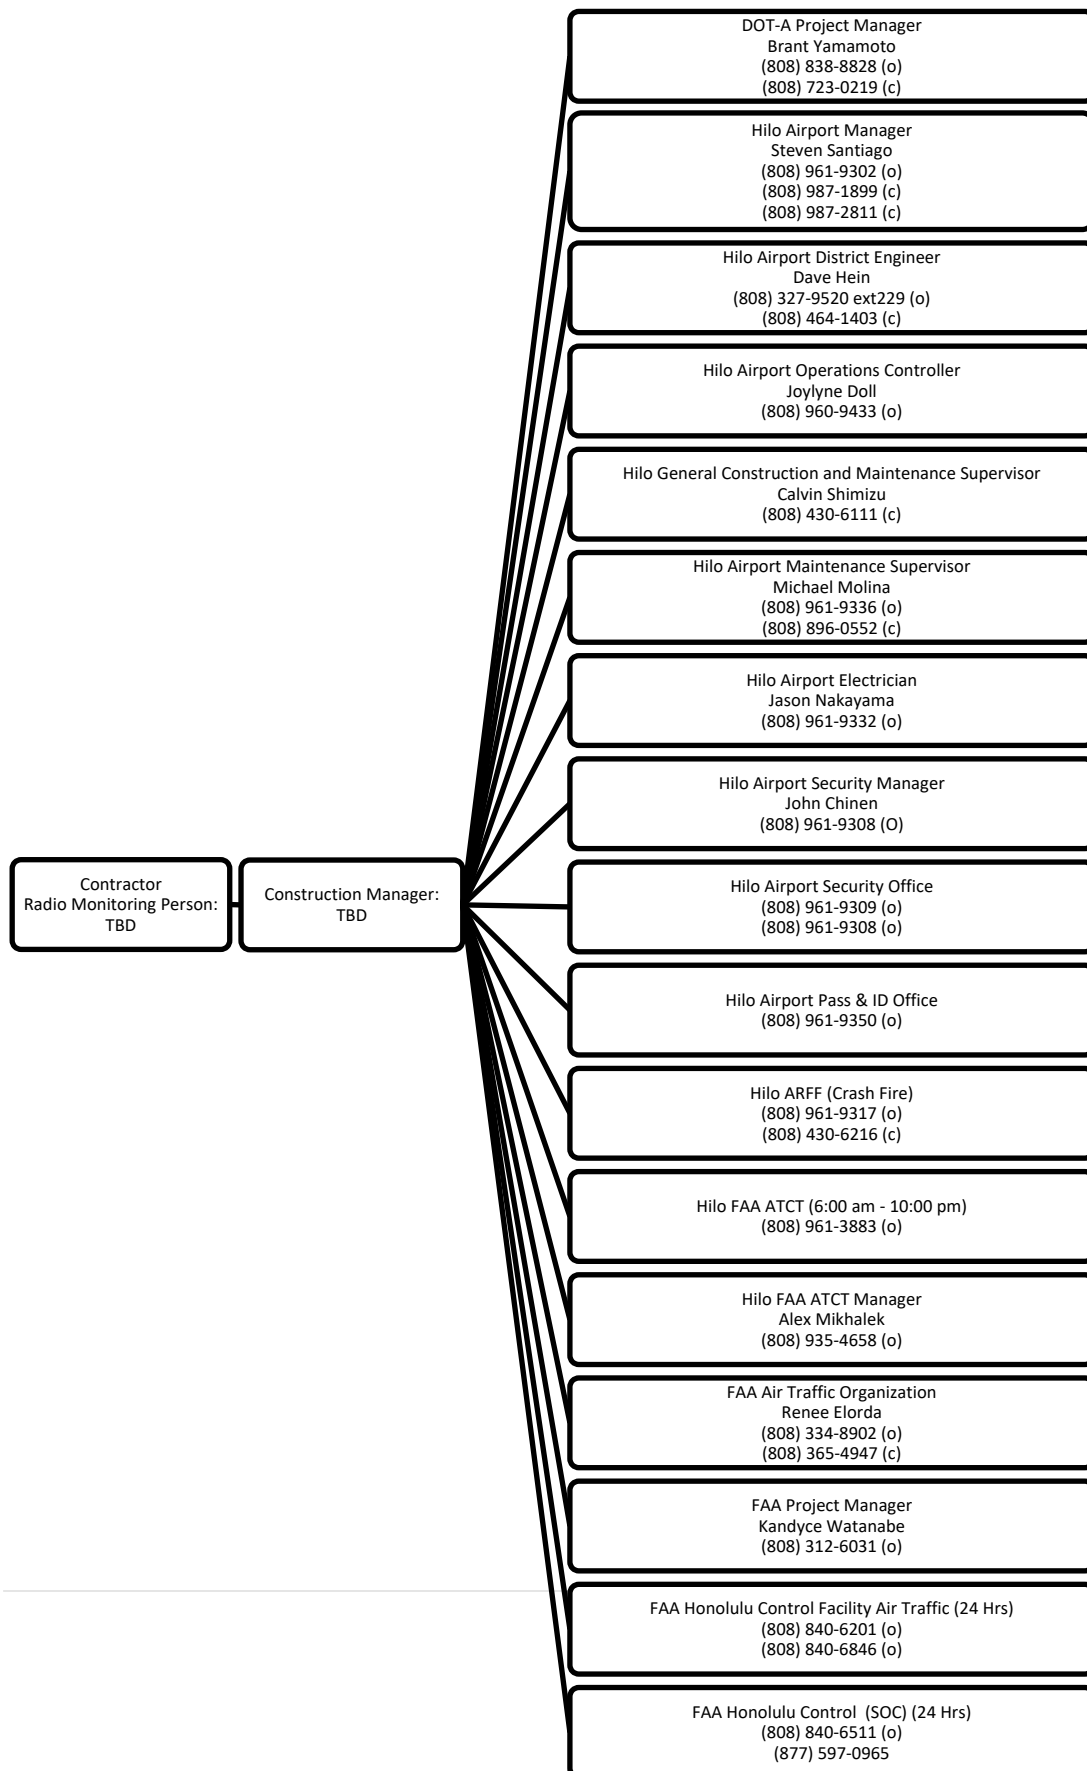 DOT-A Project Manager
Brant Yamamoto
(808) 838-8828 (o)
(808) 723-0219 (c)
Hilo Airport Manager
Steven Santiago
(808) 961-9302 (o)
(808) 987-1899 (c)
(808) 987-2811 (c)
Hilo Airport District Engineer
Dave Hein
(808) 327-9520 ext229 (o)
(808) 464-1403 (c)
Hilo Airport Operations Controller
Joylyne Doll
(808) 960-9433 (o)
Hilo General Construction and Maintenance Supervisor
Calvin Shimizu
(808) 430-6111 (c)
Hilo Airport Maintenance Supervisor
Michael Molina
(808) 961-9336 (o)
(808) 896-0552 (c)
Hilo Airport Electrician
Jason Nakayama
(808) 961-9332 (o)
Hilo Airport Security Manager
John Chinen
(808) 961-9308 (O)
Contractor
Radio Monitoring Person:
TBD
Construction Manager:
TBD
Hilo Airport Security Office
(808) 961-9309 (o)
(808) 961-9308 (o)
Hilo Airport Pass & ID Office
(808) 961-9350 (o)
Hilo ARFF (Crash Fire)
(808) 961-9317 (o)
(808) 430-6216 (c)
Hilo FAA ATCT (6:00 am - 10:00 pm)
(808) 961-3883 (o)
Hilo FAA ATCT Manager
Alex Mikhalek
(808) 935-4658 (o)
FAA Air Traffic Organization
Renee Elorda
(808) 334-8902 (o)
(808) 365-4947 (c)
FAA Project Manager
Kandyce Watanabe
(808) 312-6031 (o)
FAA Honolulu Control Facility Air Traffic (24 Hrs)
(808) 840-6201 (o)
(808) 840-6846 (o)
FAA Honolulu Control  (SOC) (24 Hrs)
(808) 840-6511 (o)
(877) 597-0965